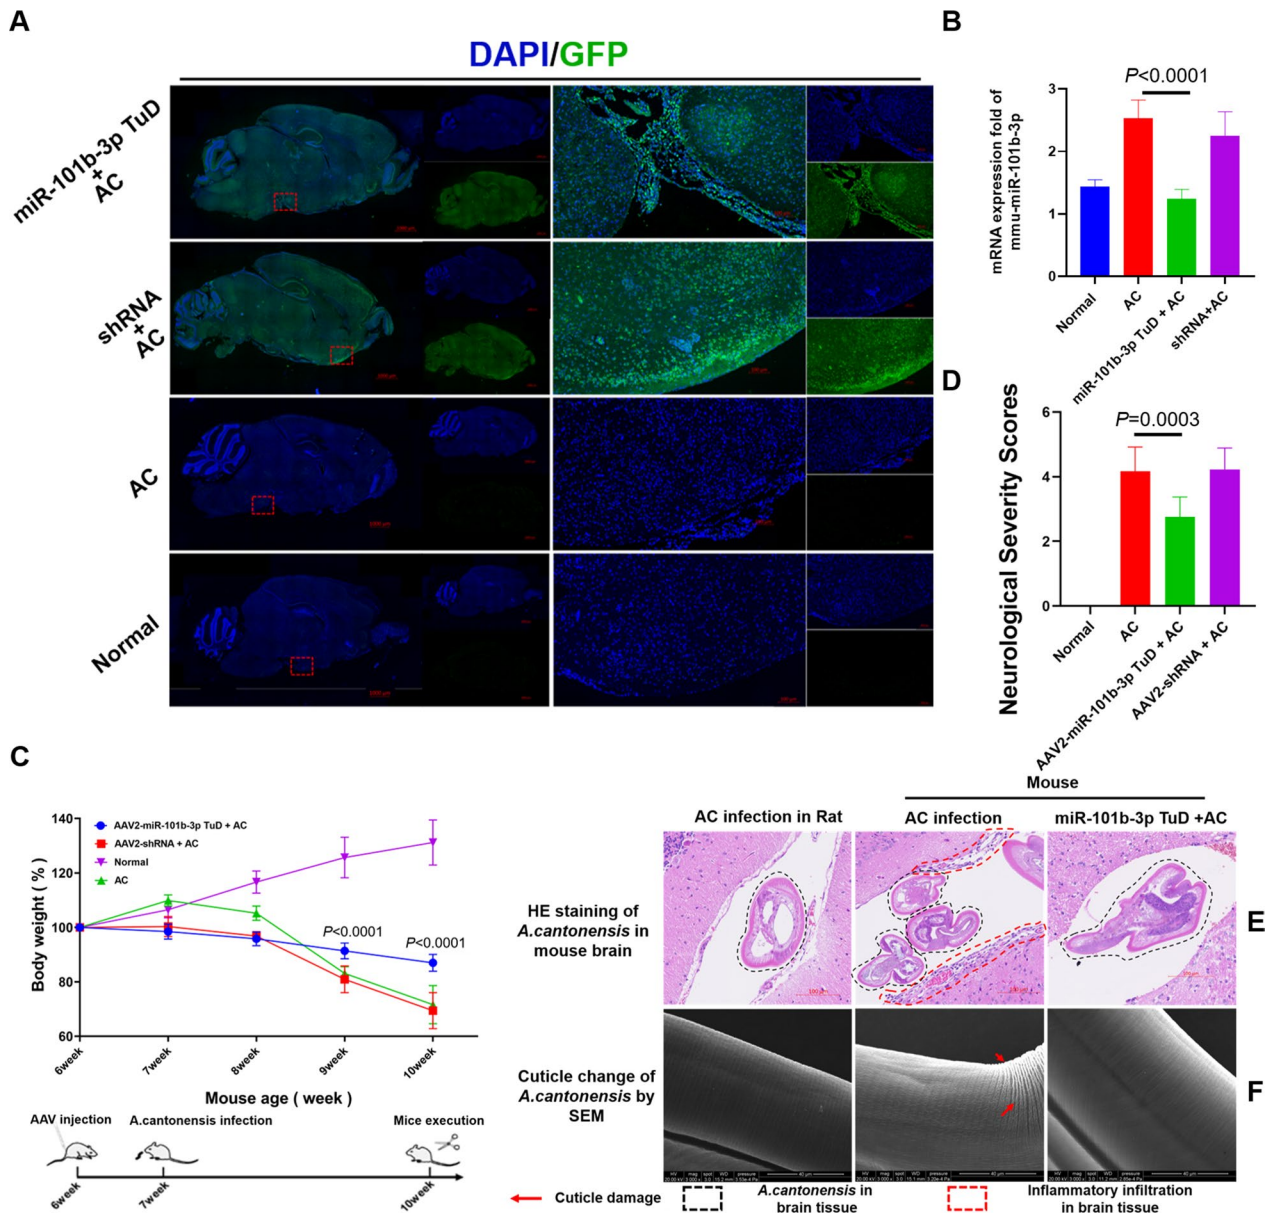 A
DAPI/GFP
miR-101b-3p TuD
+
AC
shRNA
+
AC
AC
Normal
B
P<0.0001
mRNA expression fold of
mmu-miR-101b-3p
3
2
1
0
Normal
AC
miR-101b-3p TuD + AC
shRNA+AC
D
P=0.0003
Neurological Severity Scores
6
4
2
0
Normal
AC
AAV2-miR-101b-3p TuD + AC
AAV2-shRNA + AC
C
Body weight ( % )
140
120
100
80
60
AAV2-miR-101b-3p TuD + AC
AAV2-shRNA + AC
Normal
AC
P<0.0001
P<0.0001
6week
7week
8week
9week
10week
Mouse age ( week )
AAV injection
A.cantonensis infection
Mice execution
6week
7week
10week
Mouse
AC infection in Rat
AC infection
miR-101b-3p TuD +AC
HE staining of
A.cantonensis in
mouse brain
E
Cuticle change of
A.cantonensis by
SEM
F
Cuticle damage
A.cantonensis in
brain tissue
Inflammatory infiltration
in brain tissue